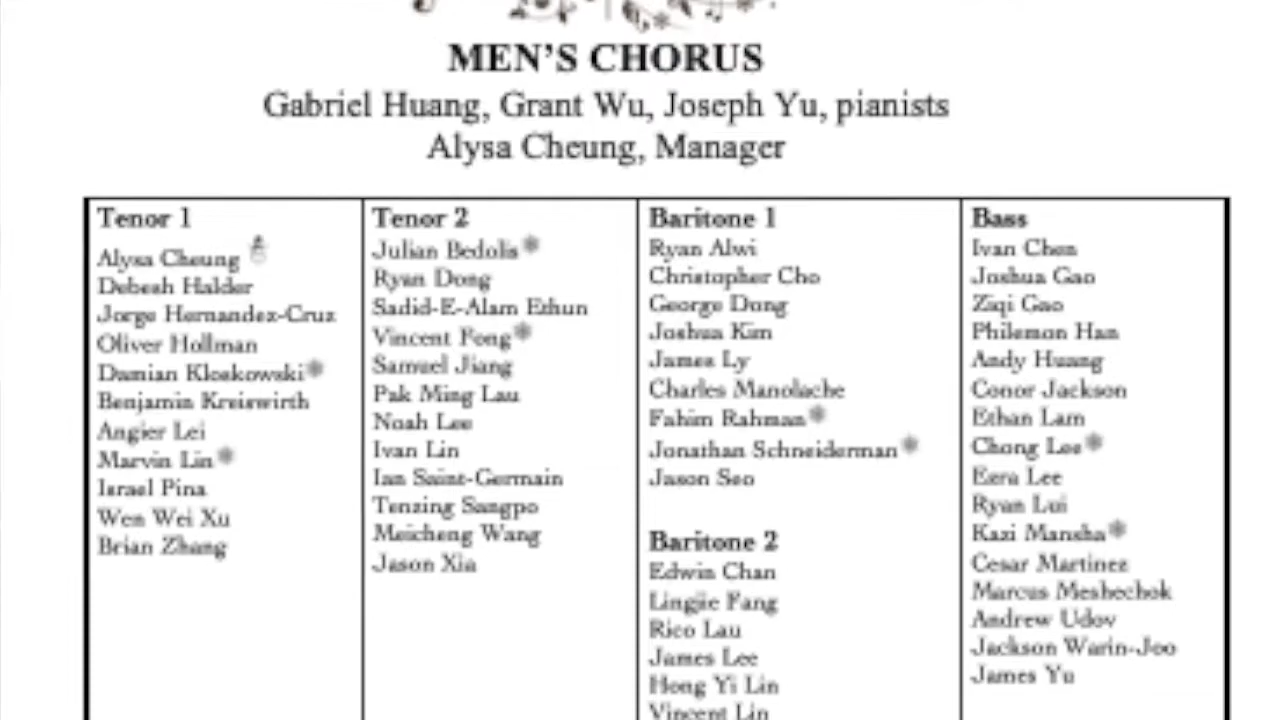 MEN'S CHORUS
Gabriel Huang, Grant Wu, Joseph Yu, pianists
Alysa Cheung, Manager
Tenor 1
Alysa Cheung
Debesh Halder
Jorge Hernandez-Cruz
Oliver Hollman
Damian Kloskowski*
Benjamin Kreiswirth
Angier Lei
Marvin Lin*
Israel Pina
Wen Wei Xu
Brian Zhang
Tenor 2
Julian Bedolis*
Ryan Dong
Sadid-E-Alam Ethun
Vincent Fong*
Samuel Jiang
Pak Ming Lau
Noah Lee
Ivan Lin
Ian Saint-Germain
Tenzing Sangpo
Meicheng Wang
Jason Xia
Baritone 1
Ryan Alwi
Christopher Cho
George Dong
Joshua Kim
James Ly
Charles Manolache
Fahim Rahman*
Jonathan Schneiderman*
Jason Seo
Baritone 2
Edwin Chan
Lingjie Fang
Rico Lau
James Lee
Hong Yi Lin
Vincent Lin
Bass
Ivan Chen
Joshua Gao
Ziqi Gao
Philemon Han
Andy Huang
Conor Jackson
Ethan Lam
Chong Lee*
Ezra Lee
Ryan Lui
Kazi Mansha*
Cesar Martinez
Marcus Meshechok
Andrew Udov
Jackson Warin-Joo
James Yu